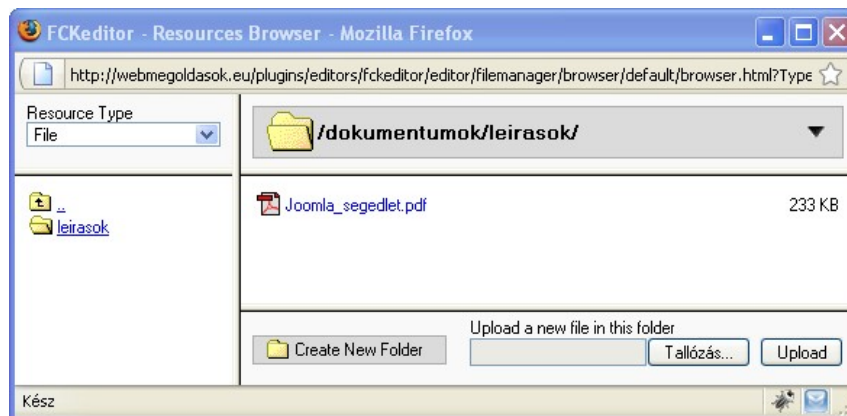 FCKeditor - Resources Browser - Mozilla Firefox
http://webmegoldasok.eu/plugins/editors/fckeditor/editor/filemanager/browser/default/browser.html?Type
Resource Type
File
/dokumentumok/leirasok/
..
leirasok
Joomla_segedlet.pdf 233 KB
Create New Folder
Upload a new file in this folder
Tallózás... Upload
Kész